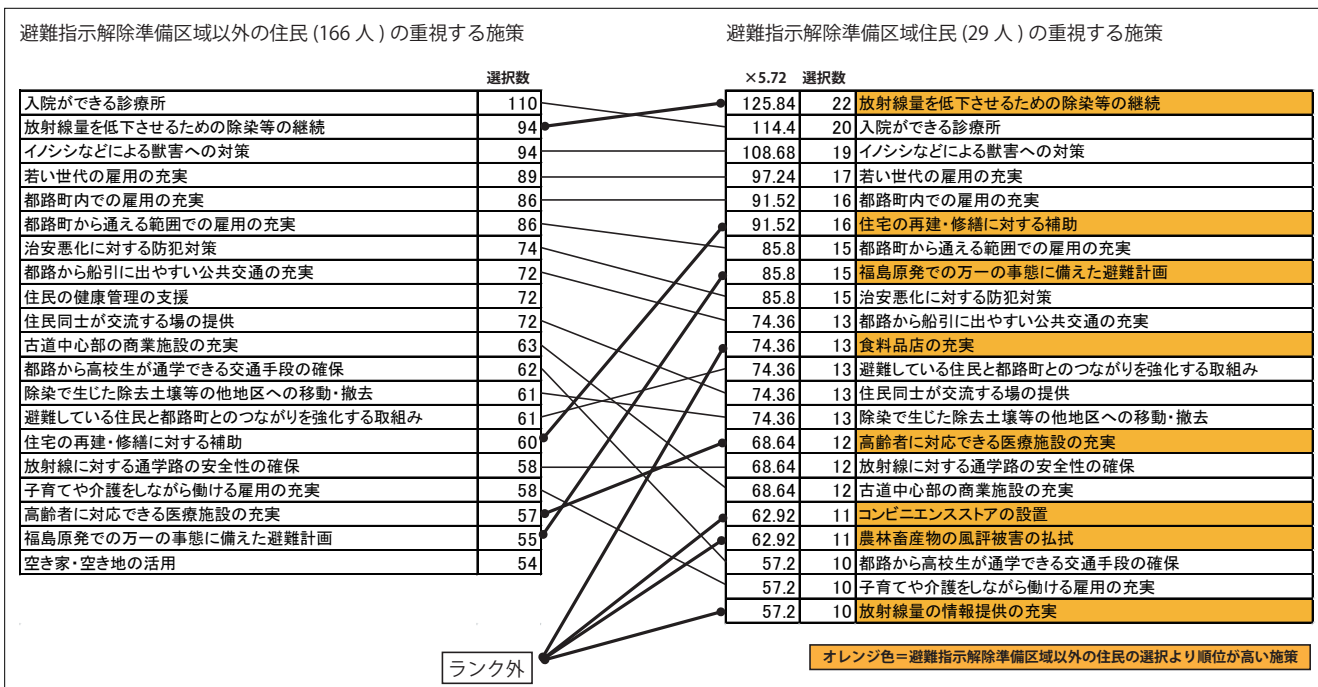 避難指示解除準備区域以外の住民 (166 人 ) の重視する施策
選択数
入院ができる診療所 110
放射線量を低下させるための除染等の継続 94
イノシシなどによる獣害への対策 94
若い世代の雇用の充実 89
都路町内での雇用の充実 86
都路町から通える範囲での雇用の充実 86
治安悪化に対する防犯対策 74
都路から船引に出やすい公共交通の充実 72
住民の健康管理の支援 72
住民同士が交流する場の提供 72
古道中心部の商業施設の充実 63
都路から高校生が通学できる交通手段の確保 62
除染で生じた除去土壌等の他地区への移動・撤去 61
避難している住民と都路町とのつながりを強化する取組み 61
住宅の再建・修繕に対する補助 60
放射線に対する通学路の安全性の確保 58
子育てや介護をしながら働ける雇用の充実 58
高齢者に対応できる医療施設の充実 57
福島原発での万一の事態に備えた避難計画 55
空き家・空き地の活用 54
ランク外
避難指示解除準備区域住民 (29 人 ) の重視する施策
×5.72 選択数
125.84 22 放射線量を低下させるための除染等の継続
114.4 20 入院ができる診療所
108.68 19 イノシシなどによる獣害への対策
97.24 17 若い世代の雇用の充実
91.52 16 都路町内での雇用の充実
91.52 16 住宅の再建・修繕に対する補助
85.8 15 都路町から通える範囲での雇用の充実
85.8 15 福島原発での万一の事態に備えた避難計画
85.8 15 治安悪化に対する防犯対策
74.36 13 都路から船引に出やすい公共交通の充実
74.36 13 食料品店の充実
74.36 13 避難している住民と都路町とのつながりを強化する取組み
74.36 13 住民同士が交流する場の提供
74.36 13 除染で生じた除去土壌等の他地区への移動・撤去
68.64 12 高齢者に対応できる医療施設の充実
68.64 12 放射線に対する通学路の安全性の確保
68.64 12 古道中心部の商業施設の充実
62.92 11 コンビニエンスストアの設置
62.92 11 農林畜産物の風評被害の払拭
57.2 10 都路から高校生が通学できる交通手段の確保
57.2 10 子育てや介護をしながら働ける雇用の充実
57.2 10 放射線量の情報提供の充実
オレンジ色＝避難指示解除準備区域以外の住民の選択より順位が高い施策